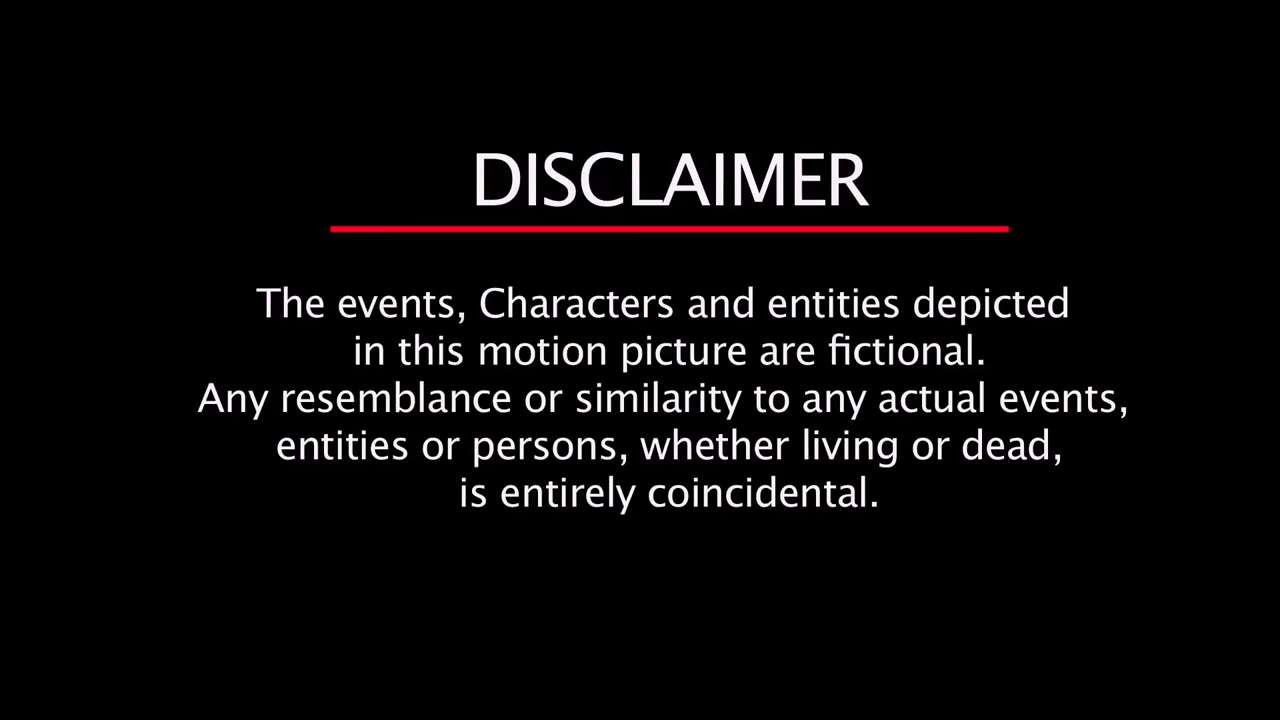 DISCLAIMER
The events, Characters and entities depicted
in this motion picture are fictional.
Any resemblance or similarity to any actual events,
entities or persons, whether living or dead,
is entirely coincidental.